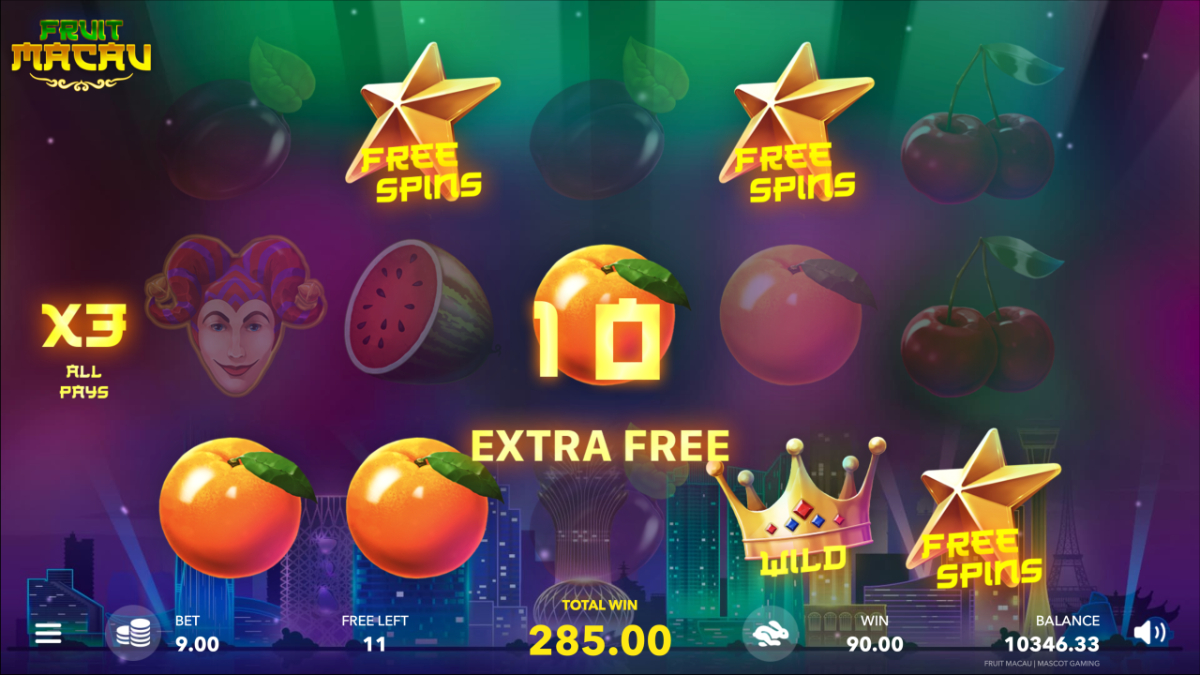 FRUIT
MACAU
FREE
SPINS
FREE
SPINS
X3
ALL
PAYS
10
EXTRA FREE
WILD
FREE
SPINS
BET
9.00
FREE LEFT
11
TOTAL WIN
285.00
WIN
90.00
BALANCE
10346.33
FRUIT MACAU | MASCOT GAMING